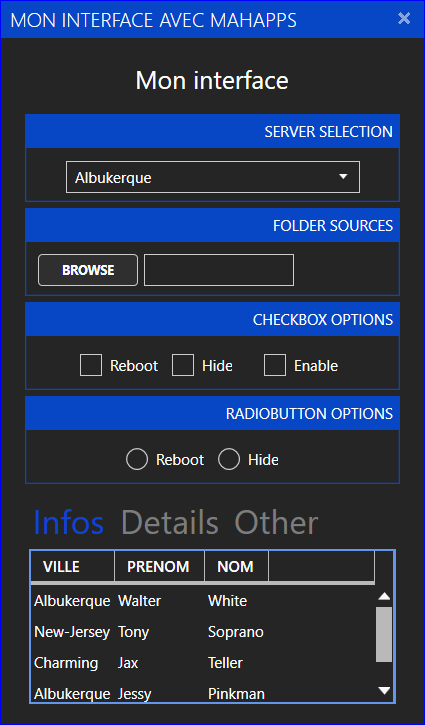 MON INTERFACE AVEC MAHAPPS
Mon interface
SERVER SELECTION
Albukerque
FOLDER SOURCES
BROWSE
CHECKBOX OPTIONS
Reboot Hide Enable
RADIOBUTTON OPTIONS
Reboot Hide
Infos Details Other
VILLE PRENOM NOM
Albukerque Walter White
New-Jersey Tony Soprano
Charming Jax Teller
Albukerque Jessy Pinkman